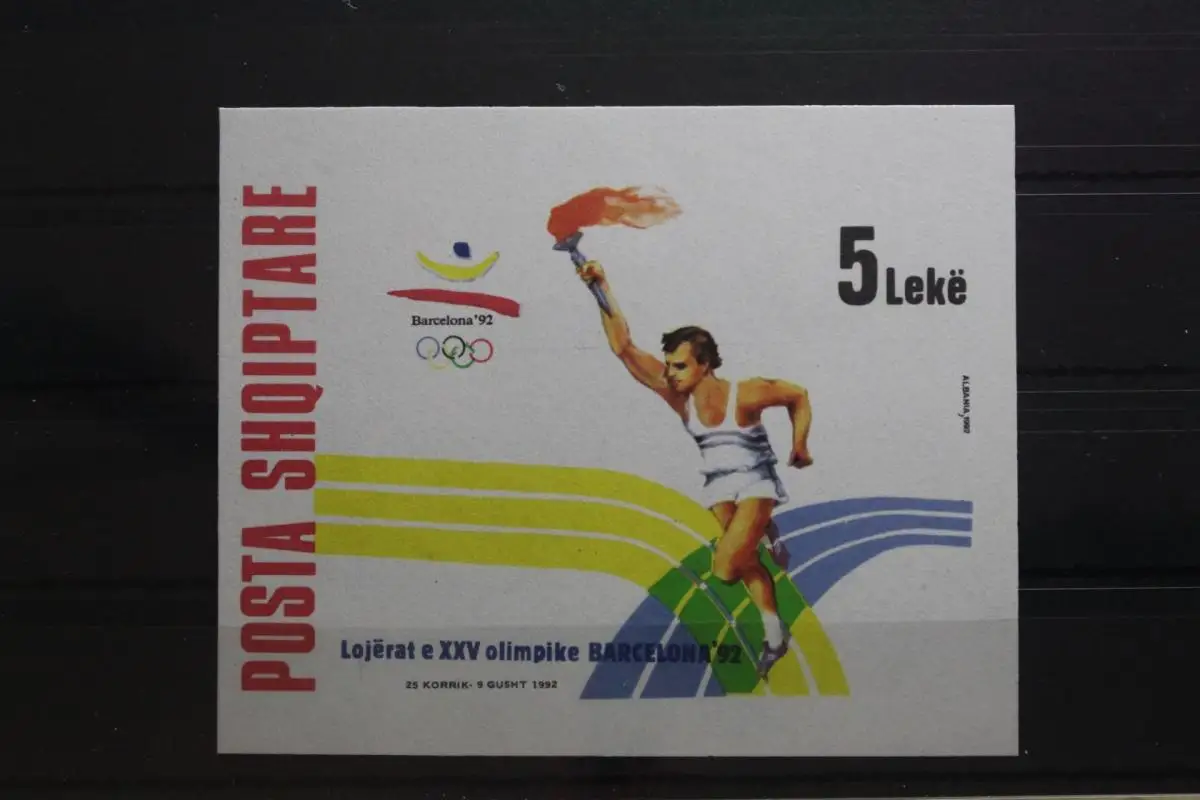 POSTA SHQIPTARE
Barcelona '92
5 Lekë
ALBANIA, 1992
Lojërat e XXV olimpike BARCELONA '92
25 KORRIK - 9 GUSHT 1992